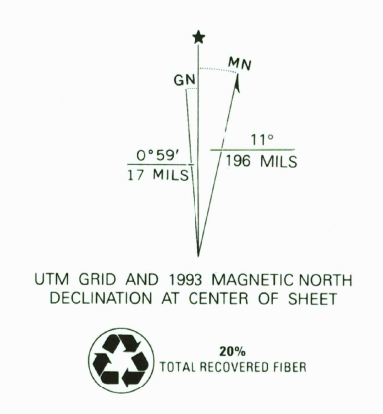 MN
GN
11°
196 MILS
0°59′
17 MILS
UTM GRID AND 1993 MAGNETIC NORTH
DECLINATION AT CENTER OF SHEET
20%
TOTAL RECOVERED FIBER